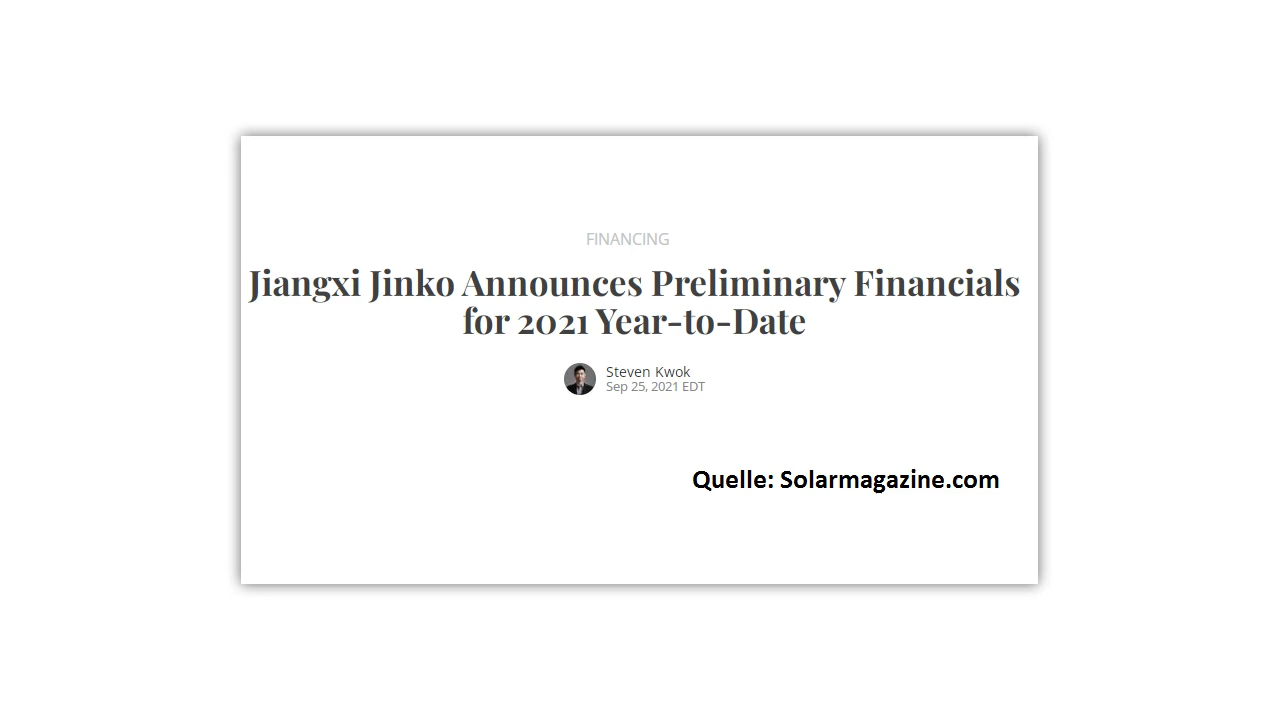 FINANCING
Jiangxi Jinko Announces Preliminary Financials
for 2021 Year-to-Date
Steven Kwok
Sep 25, 2021 EDT
Quelle: Solarmagazine.com